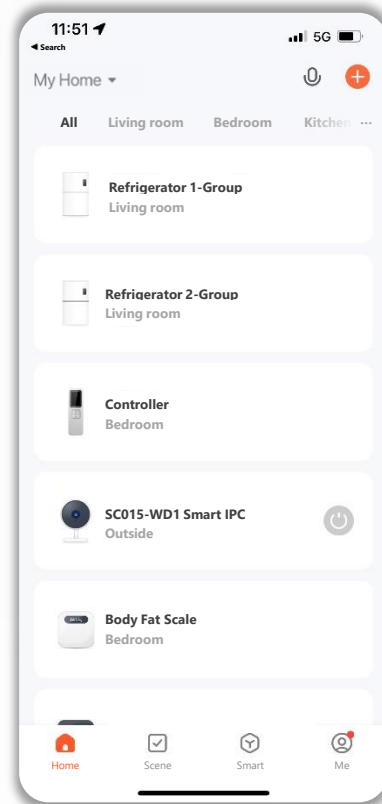 11:51
Search
5G
My Home
All Living room Bedroom Kitchen ...
Refrigerator 1-Group
Living room
Refrigerator 2-Group
Living room
Controller
Bedroom
SC015-WD1 Smart IPC
Outside
Body Fat Scale
Bedroom
Home Scene Smart Me